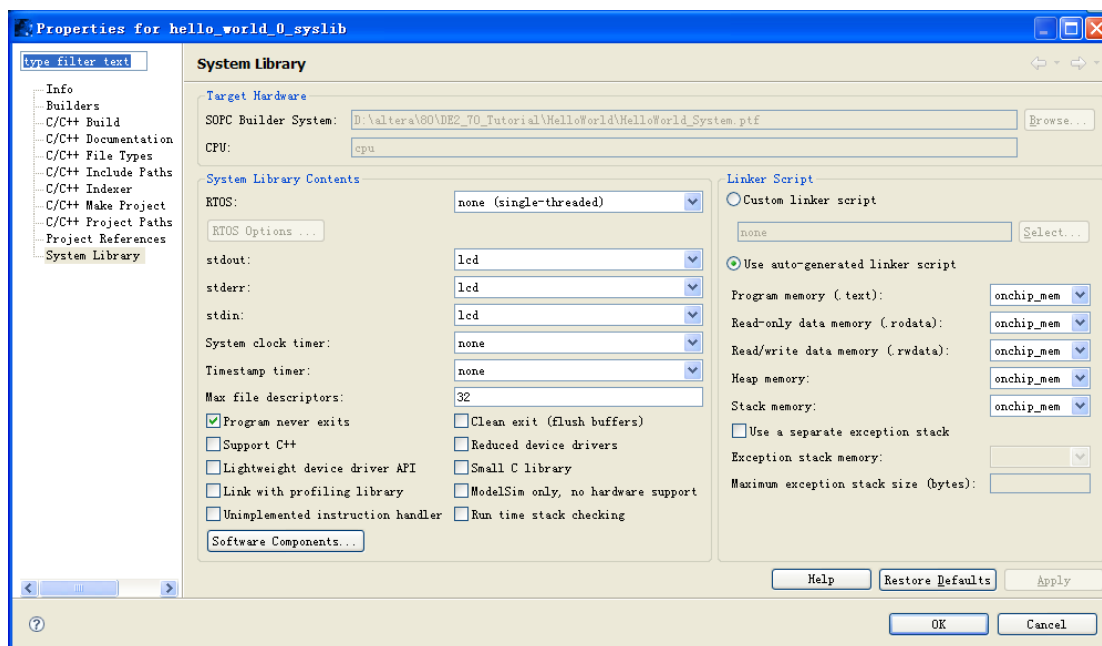 Properties for hello_world_0_syslib
type filter text
Info
Builders
C/C++ Build
C/C++ Documentation
C/C++ File Types
C/C++ Include Paths
C/C++ Indexer
C/C++ Make Project
C/C++ Project Paths
Project References
System Library
System Library
Target Hardware
SOPC Builder System: D:\altera\80\DE2_70_Tutorial\HelloWorld\HelloWorld_System.ptf Browse...
CPU: cpu
System Library Contents
RTOS: none (single-threaded)
RTOS Options ...
stdout: lcd
stderr: lcd
stdin: lcd
System clock timer: none
Timestamp timer: none
Max file descriptors: 32
Program never exits Clean exit (flush buffers)
Support C++ Reduced device drivers
Lightweight device driver API Small C library
Link with profiling library ModelSim only, no hardware support
Unimplemented instruction handler Run time stack checking
Software Components...
Linker Script
Custom linker script
none Select...
Use auto-generated linker script
Program memory (.text): onchip_mem
Read-only data memory (.rodata): onchip_mem
Read/write data memory (.rwdata): onchip_mem
Heap memory: onchip_mem
Stack memory: onchip_mem
Use a separate exception stack
Exception stack memory:
Maximum exception stack size (bytes):
Help Restore Defaults Apply
? OK Cancel